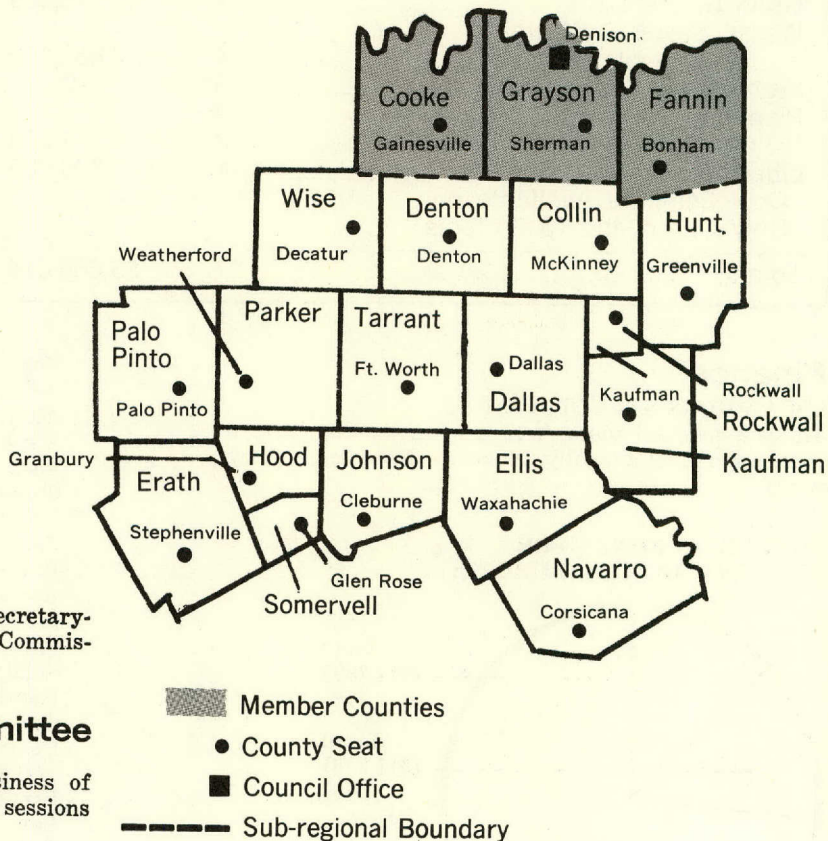 Denison
Cooke
Grayson
Fannin
Gainesville
Sherman
Bonham
Wise
Denton
Collin
Hunt
Decatur
Denton
McKinney
Greenville
Weatherford
Palo
Pinto
Parker
Tarrant
Palo Pinto
Ft. Worth
Dallas
Dallas
Kaufman
Rockwall
Rockwall
Kaufman
Granbury
Hood
Johnson
Ellis
Erath
Cleburne
Waxahachie
Stephenville
Glen Rose
Somervell
Navarro
Corsicana
ecretary-
Commis-
mittee
siness of
sessions
Member Counties
County Seat
Council Office
Sub-regional Boundary